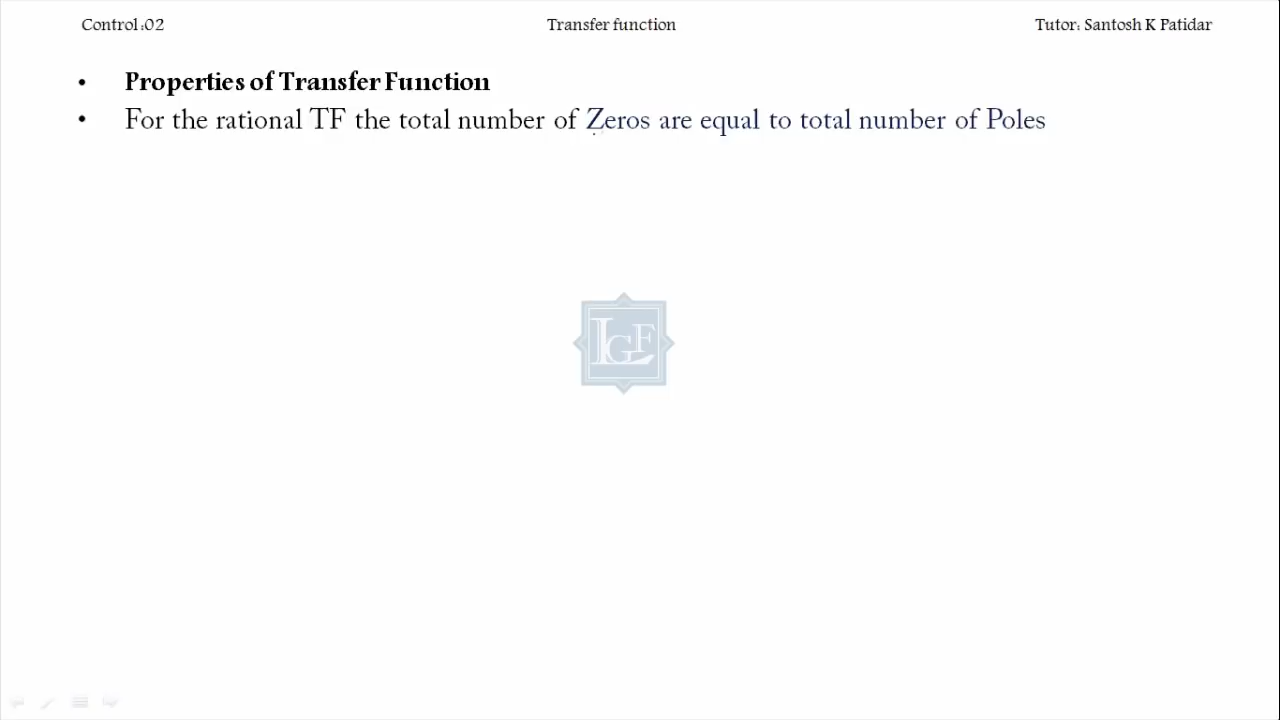 Control:02 Transfer function Tutor: Santosh K Patidar
• Properties of Transfer Function
• For the rational TF the total number of Zeros are equal to total number of Poles
LGF